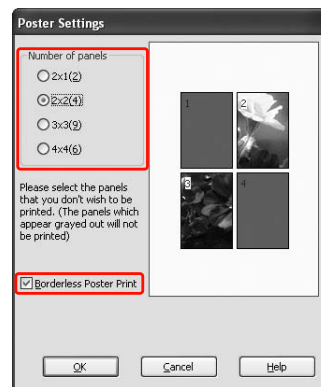 Poster Settings
Number of panels
2x1(2)
2x2(4)
3x3(9)
4x4(6)
1
2
3
4
Please select the panels
that you don't wish to be
printed. (The panels which
appear grayed out will not
be printed)
Borderless Poster Print
OK
Cancel
Help